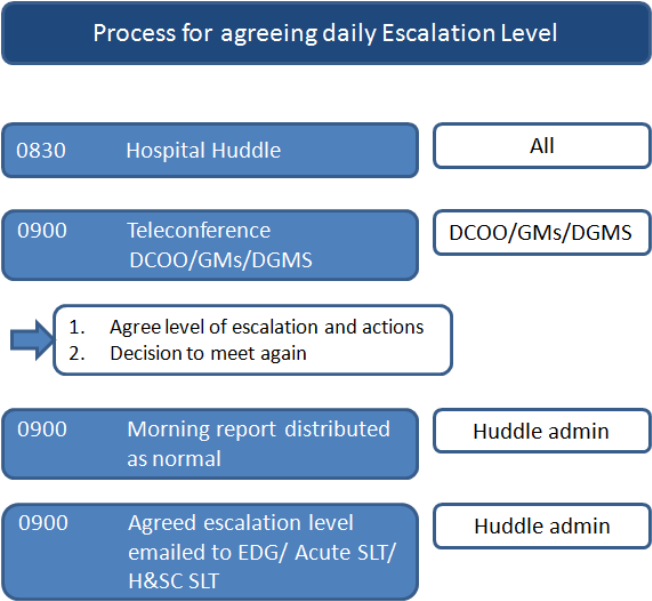 Process for agreeing daily Escalation Level
0830 Hospital Huddle
All
0900 Teleconference
DCOO/GMs/DGMS
DCOO/GMs/DGMS
1. Agree level of escalation and actions
2. Decision to meet again
0900 Morning report distributed
as normal
Huddle admin
0900 Agreed escalation level
emailed to EDG/ Acute SLT/
H&SC SLT
Huddle admin